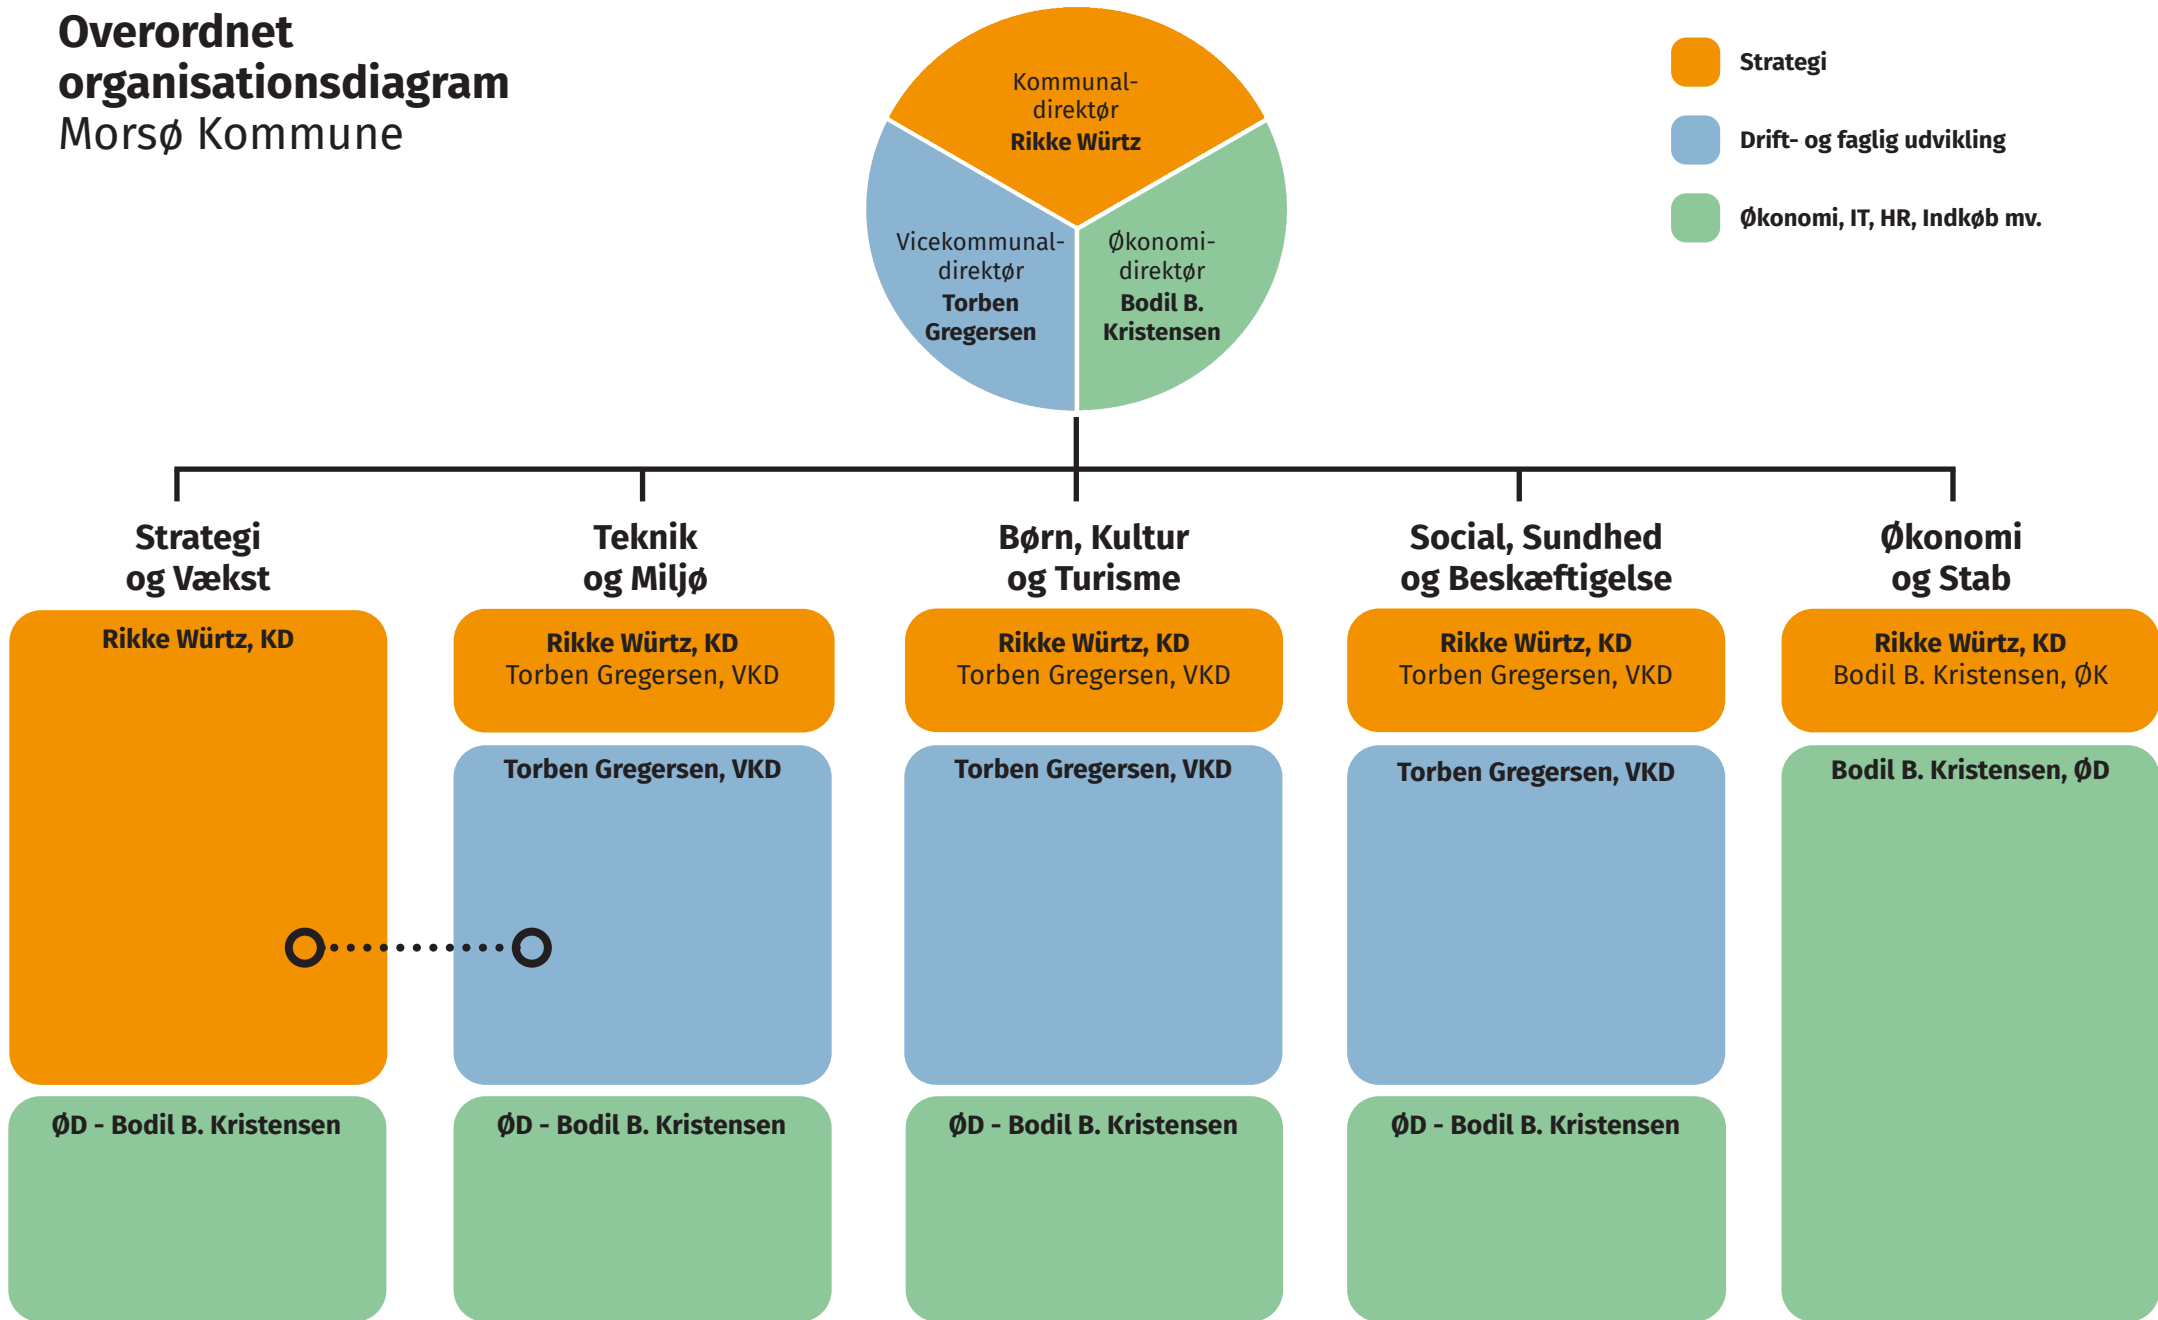 Overordnet
organisationsdiagram
Morsø Kommune
Kommunal-
direktør
Rikke Würtz
Vicekommunal-
direktør
Torben
Gregersen
Økonomi-
direktør
Bodil B.
Kristensen
Strategi
Drift- og faglig udvikling
Økonomi, IT, HR, Indkøb mv.
Strategi
og Vækst
Rikke Würtz, KD
ØD - Bodil B. Kristensen
Teknik
og Miljø
Rikke Würtz, KD
Torben Gregersen, VKD
Torben Gregersen, VKD
ØD - Bodil B. Kristensen
Børn, Kultur
og Turisme
Rikke Würtz, KD
Torben Gregersen, VKD
Torben Gregersen, VKD
ØD - Bodil B. Kristensen
Social, Sundhed
og Beskæftigelse
Rikke Würtz, KD
Torben Gregersen, VKD
Torben Gregersen, VKD
ØD - Bodil B. Kristensen
Økonomi
og Stab
Rikke Würtz, KD
Bodil B. Kristensen, ØK
Bodil B. Kristensen, ØD